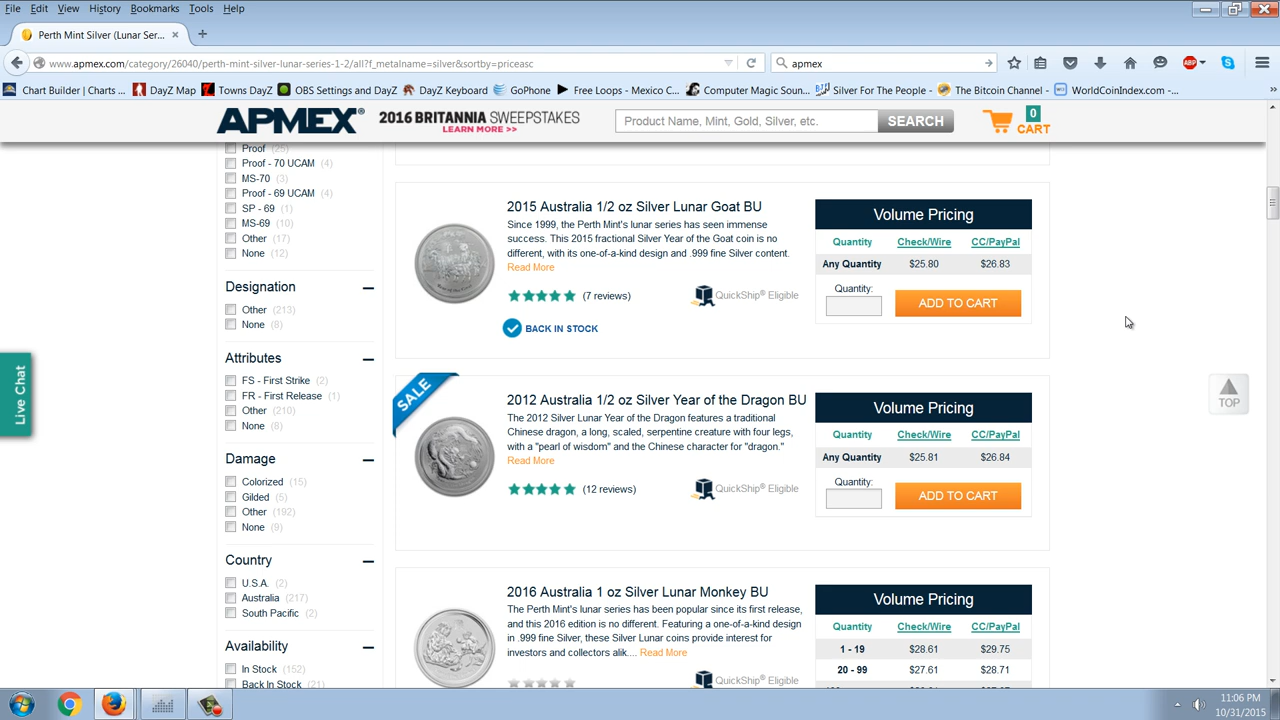 File Edit View History Bookmarks Tools Help
Perth Mint Silver (Lunar Ser... × +
www.apmex.com/category/26040/perth-mint-silver-lunar-series-1-2/all?f_metalname=silver&sortby=priceasc
apmex
ABP
Chart Builder | Charts ... DayZ Map Towns DayZ OBS Settings and DayZ DayZ Keyboard GoPhone Free Loops - Mexico C... Computer Magic Soun... Silver For The People - ... The Bitcoin Channel - ... WorldCoinIndex.com -... »
APMEX®
2016 BRITANNIA SWEEPSTAKES
LEARN MORE >>
Product Name, Mint, Gold, Silver, etc.
SEARCH
0
CART
Proof (25)
Proof - 70 UCAM (4)
MS-70 (3)
Proof - 69 UCAM (4)
SP - 69 (1)
MS-69 (10)
Other (17)
None (12)
Designation
Other (213)
None (8)
Attributes
FS - First Strike (2)
FR - First Release (1)
Other (210)
None (8)
Damage
Colorized (15)
Gilded (5)
Other (192)
None (9)
Country
U.S.A. (2)
Australia (217)
South Pacific (2)
Availability
In Stock (152)
Back In Stock (21)
Live Chat
2015 Australia 1/2 oz Silver Lunar Goat BU
Since 1999, the Perth Mint's lunar series has seen immense
success. This 2015 fractional Silver Year of the Goat coin is no
different, with its one-of-a-kind design and .999 fine Silver content.
Read More
(7 reviews)
QuickShip® Eligible
BACK IN STOCK
Volume Pricing
Quantity Check/Wire CC/PayPal
Any Quantity $25.80 $26.83
Quantity:
ADD TO CART
SALE
2012 Australia 1/2 oz Silver Year of the Dragon BU
The 2012 Silver Lunar Year of the Dragon features a traditional
Chinese dragon, a long, scaled, serpentine creature with four legs,
with a "pearl of wisdom" and the Chinese character for "dragon."
Read More
(12 reviews)
QuickShip® Eligible
Volume Pricing
Quantity Check/Wire CC/PayPal
Any Quantity $25.81 $26.84
Quantity:
ADD TO CART
2016 Australia 1 oz Silver Lunar Monkey BU
The Perth Mint's lunar series has been popular since its first release,
and this 2016 edition is no different. Featuring a one-of-a-kind design
in .999 fine Silver, these Silver Lunar coins provide interest for
investors and collectors alik.... Read More
QuickShip® Eligible
Volume Pricing
Quantity Check/Wire CC/PayPal
1 - 19 $28.61 $29.75
20 - 99 $27.61 $28.71
TOP
11:06 PM
10/31/2015